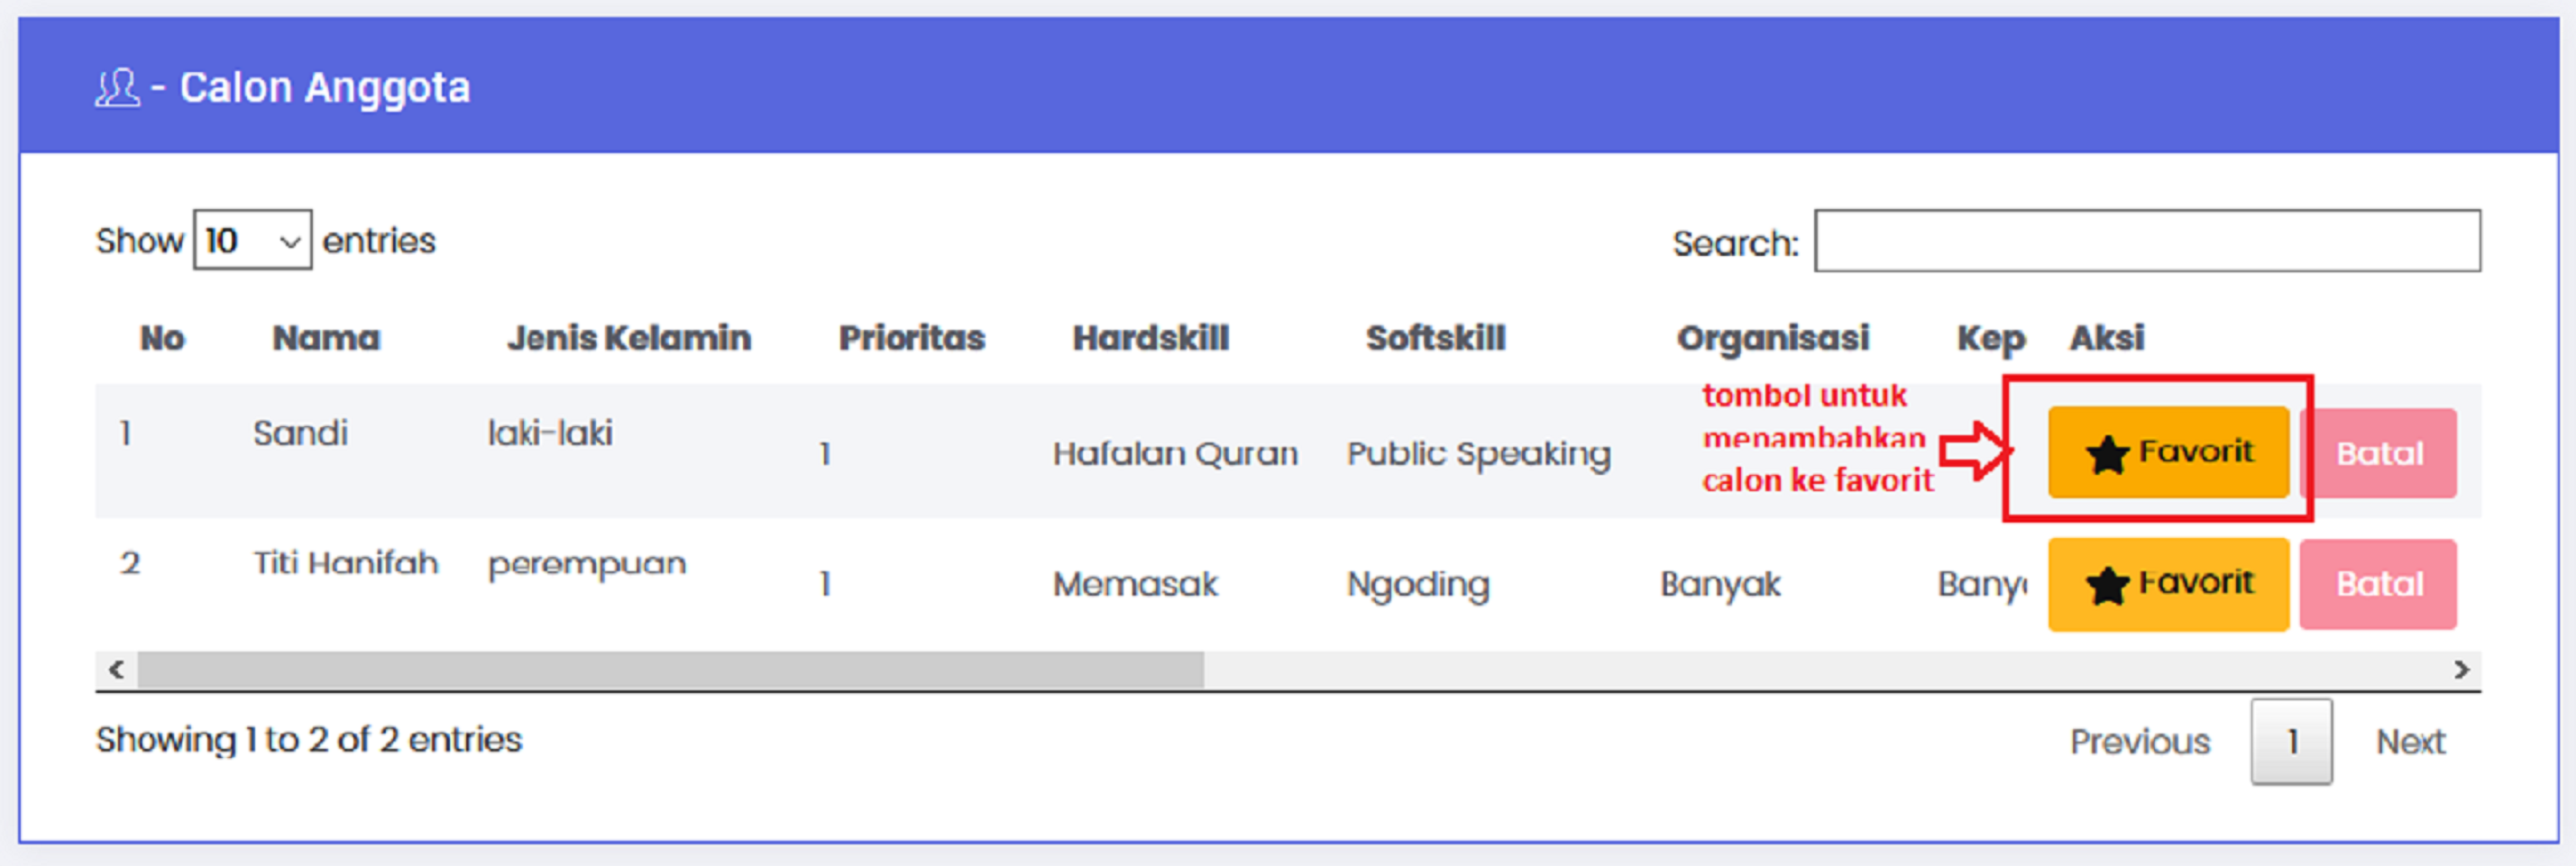 - Calon Anggota
Show 10 entries
Search:
No Nama Jenis Kelamin Prioritas Hardskill Softskill Organisasi Kep Aksi
1 Sandi laki-laki 1 Hafalan Quran Public Speaking Favorit Batal
tombol untuk
menambahkan
calon ke favorit
2 Titi Hanifah perempuan 1 Memasak Ngoding Banyak Bany Favorit Batal
Showing 1 to 2 of 2 entries
Previous 1 Next